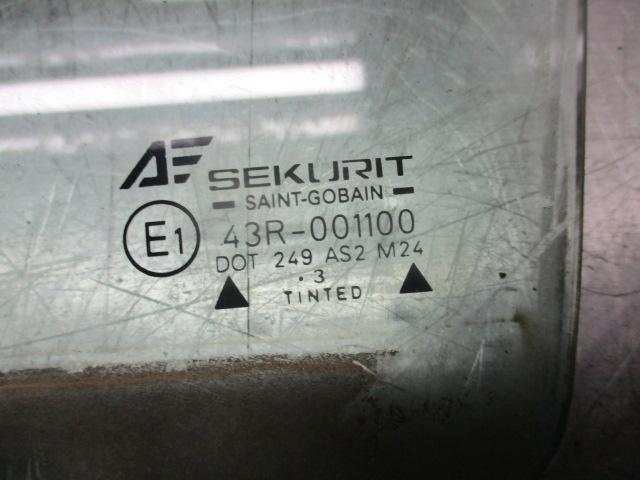 AF SEKURIT
SAINT-GOBAIN
E1 43R-001100
DOT 249 AS2 M24
.3
TINTED